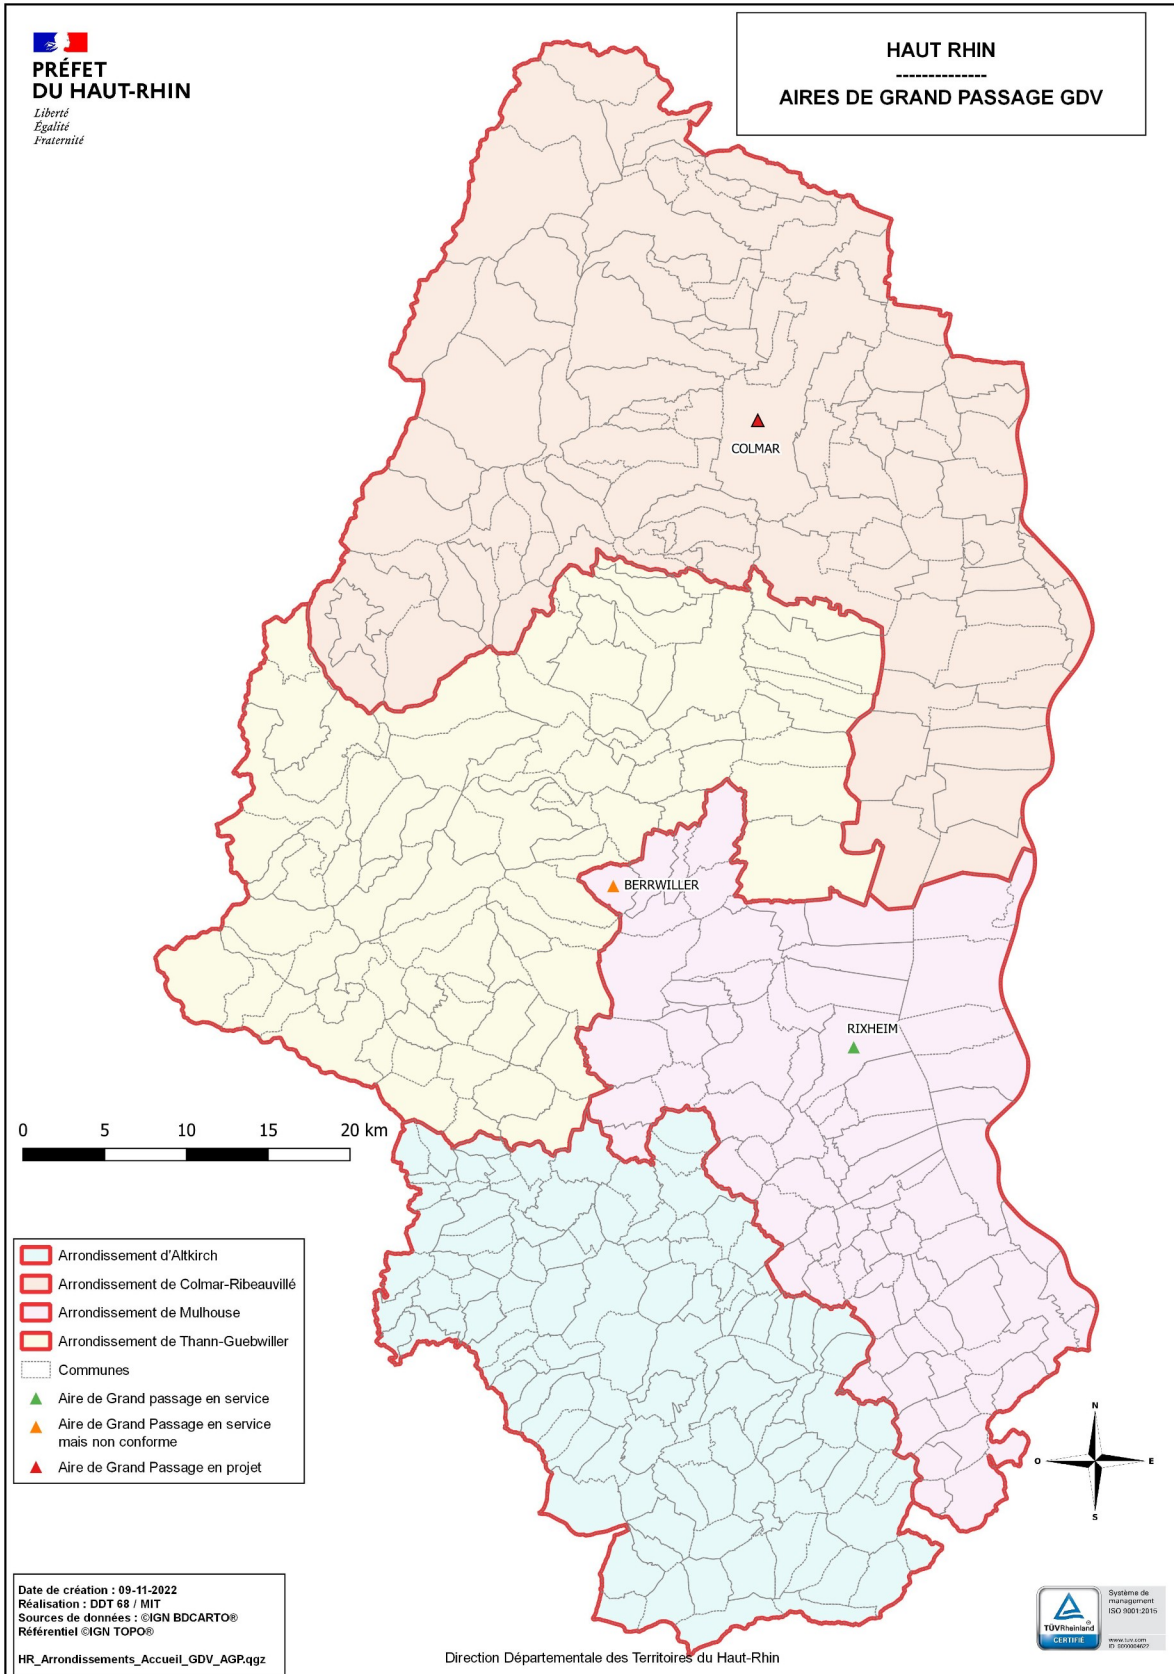 PRÉFET
DU HAUT-RHIN
Liberté
Égalité
Fraternité
HAUT RHIN
--------------
AIRES DE GRAND PASSAGE GDV
COLMAR
BERRWILLER
RIXHEIM
0 5 10 15 20 km
Arrondissement d'Altkirch
Arrondissement de Colmar-Ribeauvillé
Arrondissement de Mulhouse
Arrondissement de Thann-Guebwiller
Communes
Aire de Grand passage en service
Aire de Grand Passage en service
mais non conforme
Aire de Grand Passage en projet
N
O E
S
Date de création : 09-11-2022
Réalisation : DDT 68 / MIT
Sources de données : ©IGN BDCARTO®
Référentiel ©IGN TOPO®
HR_Arrondissements_Accueil_GDV_AGP.qgz
Direction Départementale des Territoires du Haut-Rhin
TÜVRheinland
CERTIFIÉ
Système de
management
ISO 9001:2015
www.tuv.com